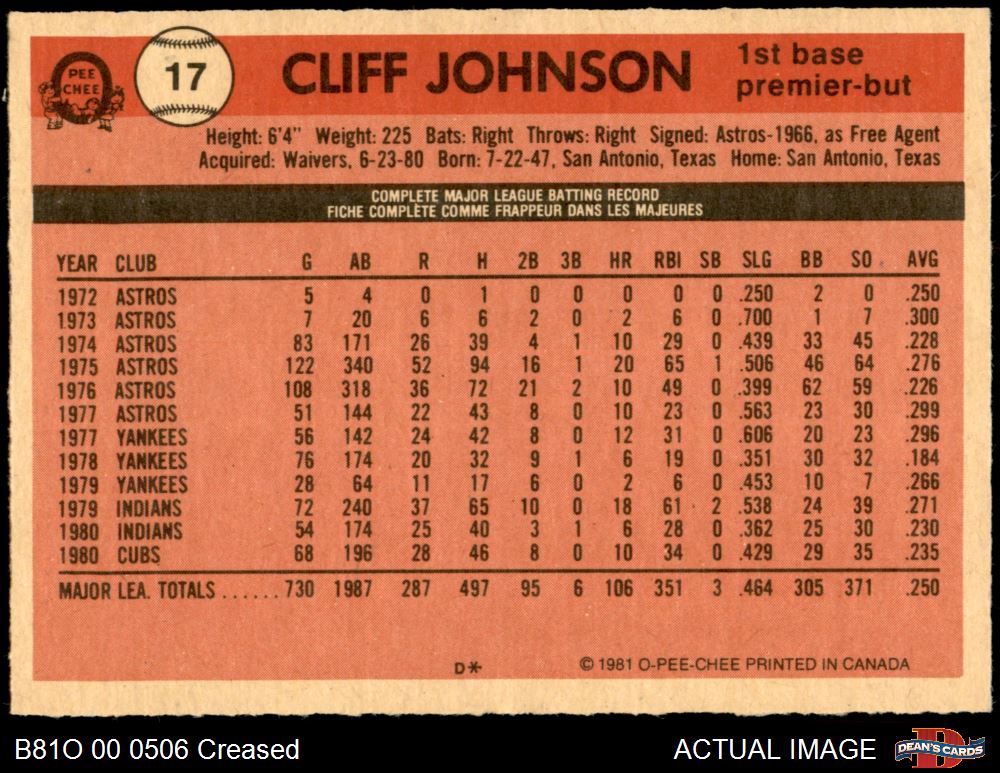 O PEE CHEE
17
CLIFF JOHNSON
1st base
premier-but
Height: 6'4" Weight: 225 Bats: Right Throws: Right Signed: Astros-1966, as Free Agent
Acquired: Waivers, 6-23-80 Born: 7-22-47, San Antonio, Texas Home: San Antonio, Texas
COMPLETE MAJOR LEAGUE BATTING RECORD
FICHE COMPLÈTE COMME FRAPPEUR DANS LES MAJEURES
YEAR CLUB G AB R H 2B 3B HR RBI SB SLG BB SO AVG
1972 ASTROS 5 4 0 1 0 0 0 0 0 .250 2 0 .250
1973 ASTROS 7 20 6 6 2 0 2 6 0 .700 1 7 .300
1974 ASTROS 83 171 26 39 4 1 10 29 0 .439 33 45 .228
1975 ASTROS 122 340 52 94 16 1 20 65 1 .506 46 64 .276
1976 ASTROS 108 318 36 72 21 2 10 49 0 .399 62 59 .226
1977 ASTROS 51 144 22 43 8 0 10 23 0 .563 23 30 .299
1977 YANKEES 56 142 24 42 8 0 12 31 0 .606 20 23 .296
1978 YANKEES 76 174 20 32 9 1 6 19 0 .351 30 32 .184
1979 YANKEES 28 64 11 17 6 0 2 6 0 .453 10 7 .266
1979 INDIANS 72 240 37 65 10 0 18 61 2 .538 24 39 .271
1980 INDIANS 54 174 25 40 3 1 6 28 0 .362 25 30 .230
1980 CUBS 68 196 28 46 8 0 10 34 0 .429 29 35 .235
MAJOR LEA. TOTALS ...... 730 1987 287 497 95 6 106 351 3 .464 305 371 .250
D* © 1981 O-PEE-CHEE PRINTED IN CANADA
B81O 00 0506 Creased ACTUAL IMAGE
D
DEAN'S CARDS